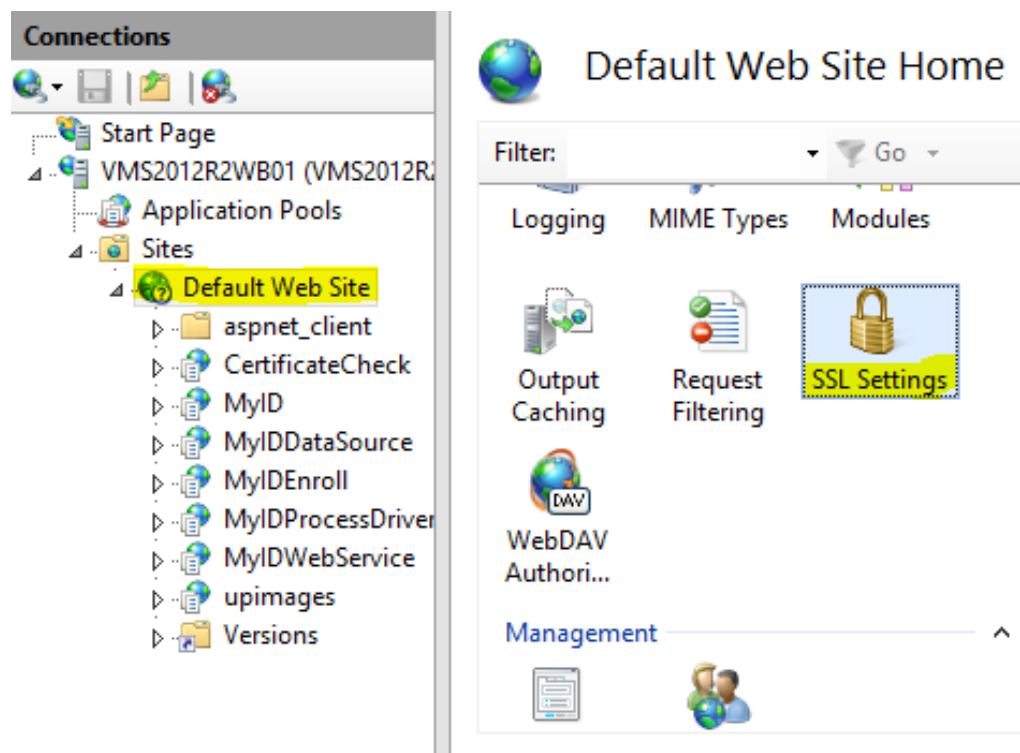 Connections
Start Page
VMS2012R2WB01 (VMS2012R2
Application Pools
Sites
Default Web Site
aspnet_client
CertificateCheck
MyID
MyIDDataSource
MyIDEnroll
MyIDProcessDriver
MyIDWebService
upimages
Versions
Default Web Site Home
Filter:
Go
Logging
MIME Types
Modules
Output
Caching
Request
Filtering
SSL Settings
DAV
WebDAV
Authori...
Management